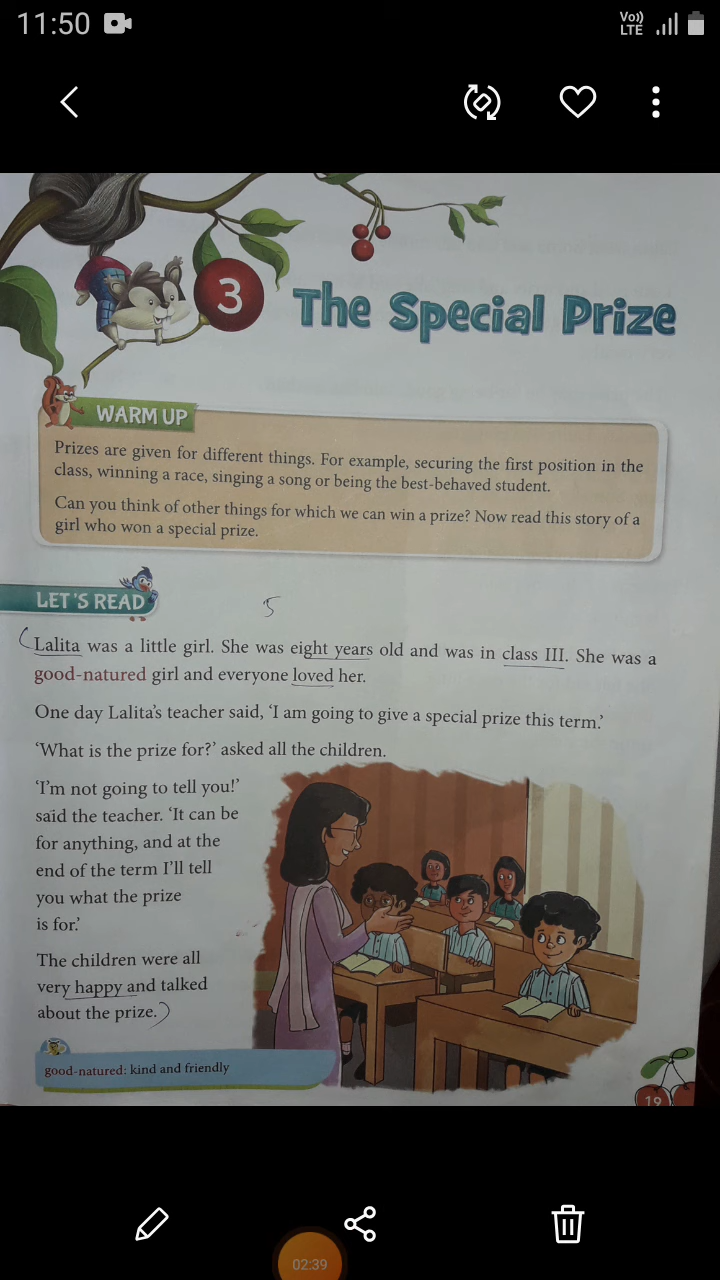 11:50
Vo)) LTE
3
The Special Prize
WARM UP
Prizes are given for different things. For example, securing the first position in the
class, winning a race, singing a song or being the best-behaved student.
Can you think of other things for which we can win a prize? Now read this story of a
girl who won a special prize.
LET'S READ
5
Lalita was a little girl. She was eight years old and was in class III. She was a
good-natured girl and everyone loved her.
One day Lalita's teacher said, 'I am going to give a special prize this term.'
'What is the prize for?' asked all the children.
'I'm not going to tell you!'
said the teacher. 'It can be
for anything, and at the
end of the term I'll tell
you what the prize
is for.'
The children were all
very happy and talked
about the prize.
good-natured: kind and friendly
19
02:39